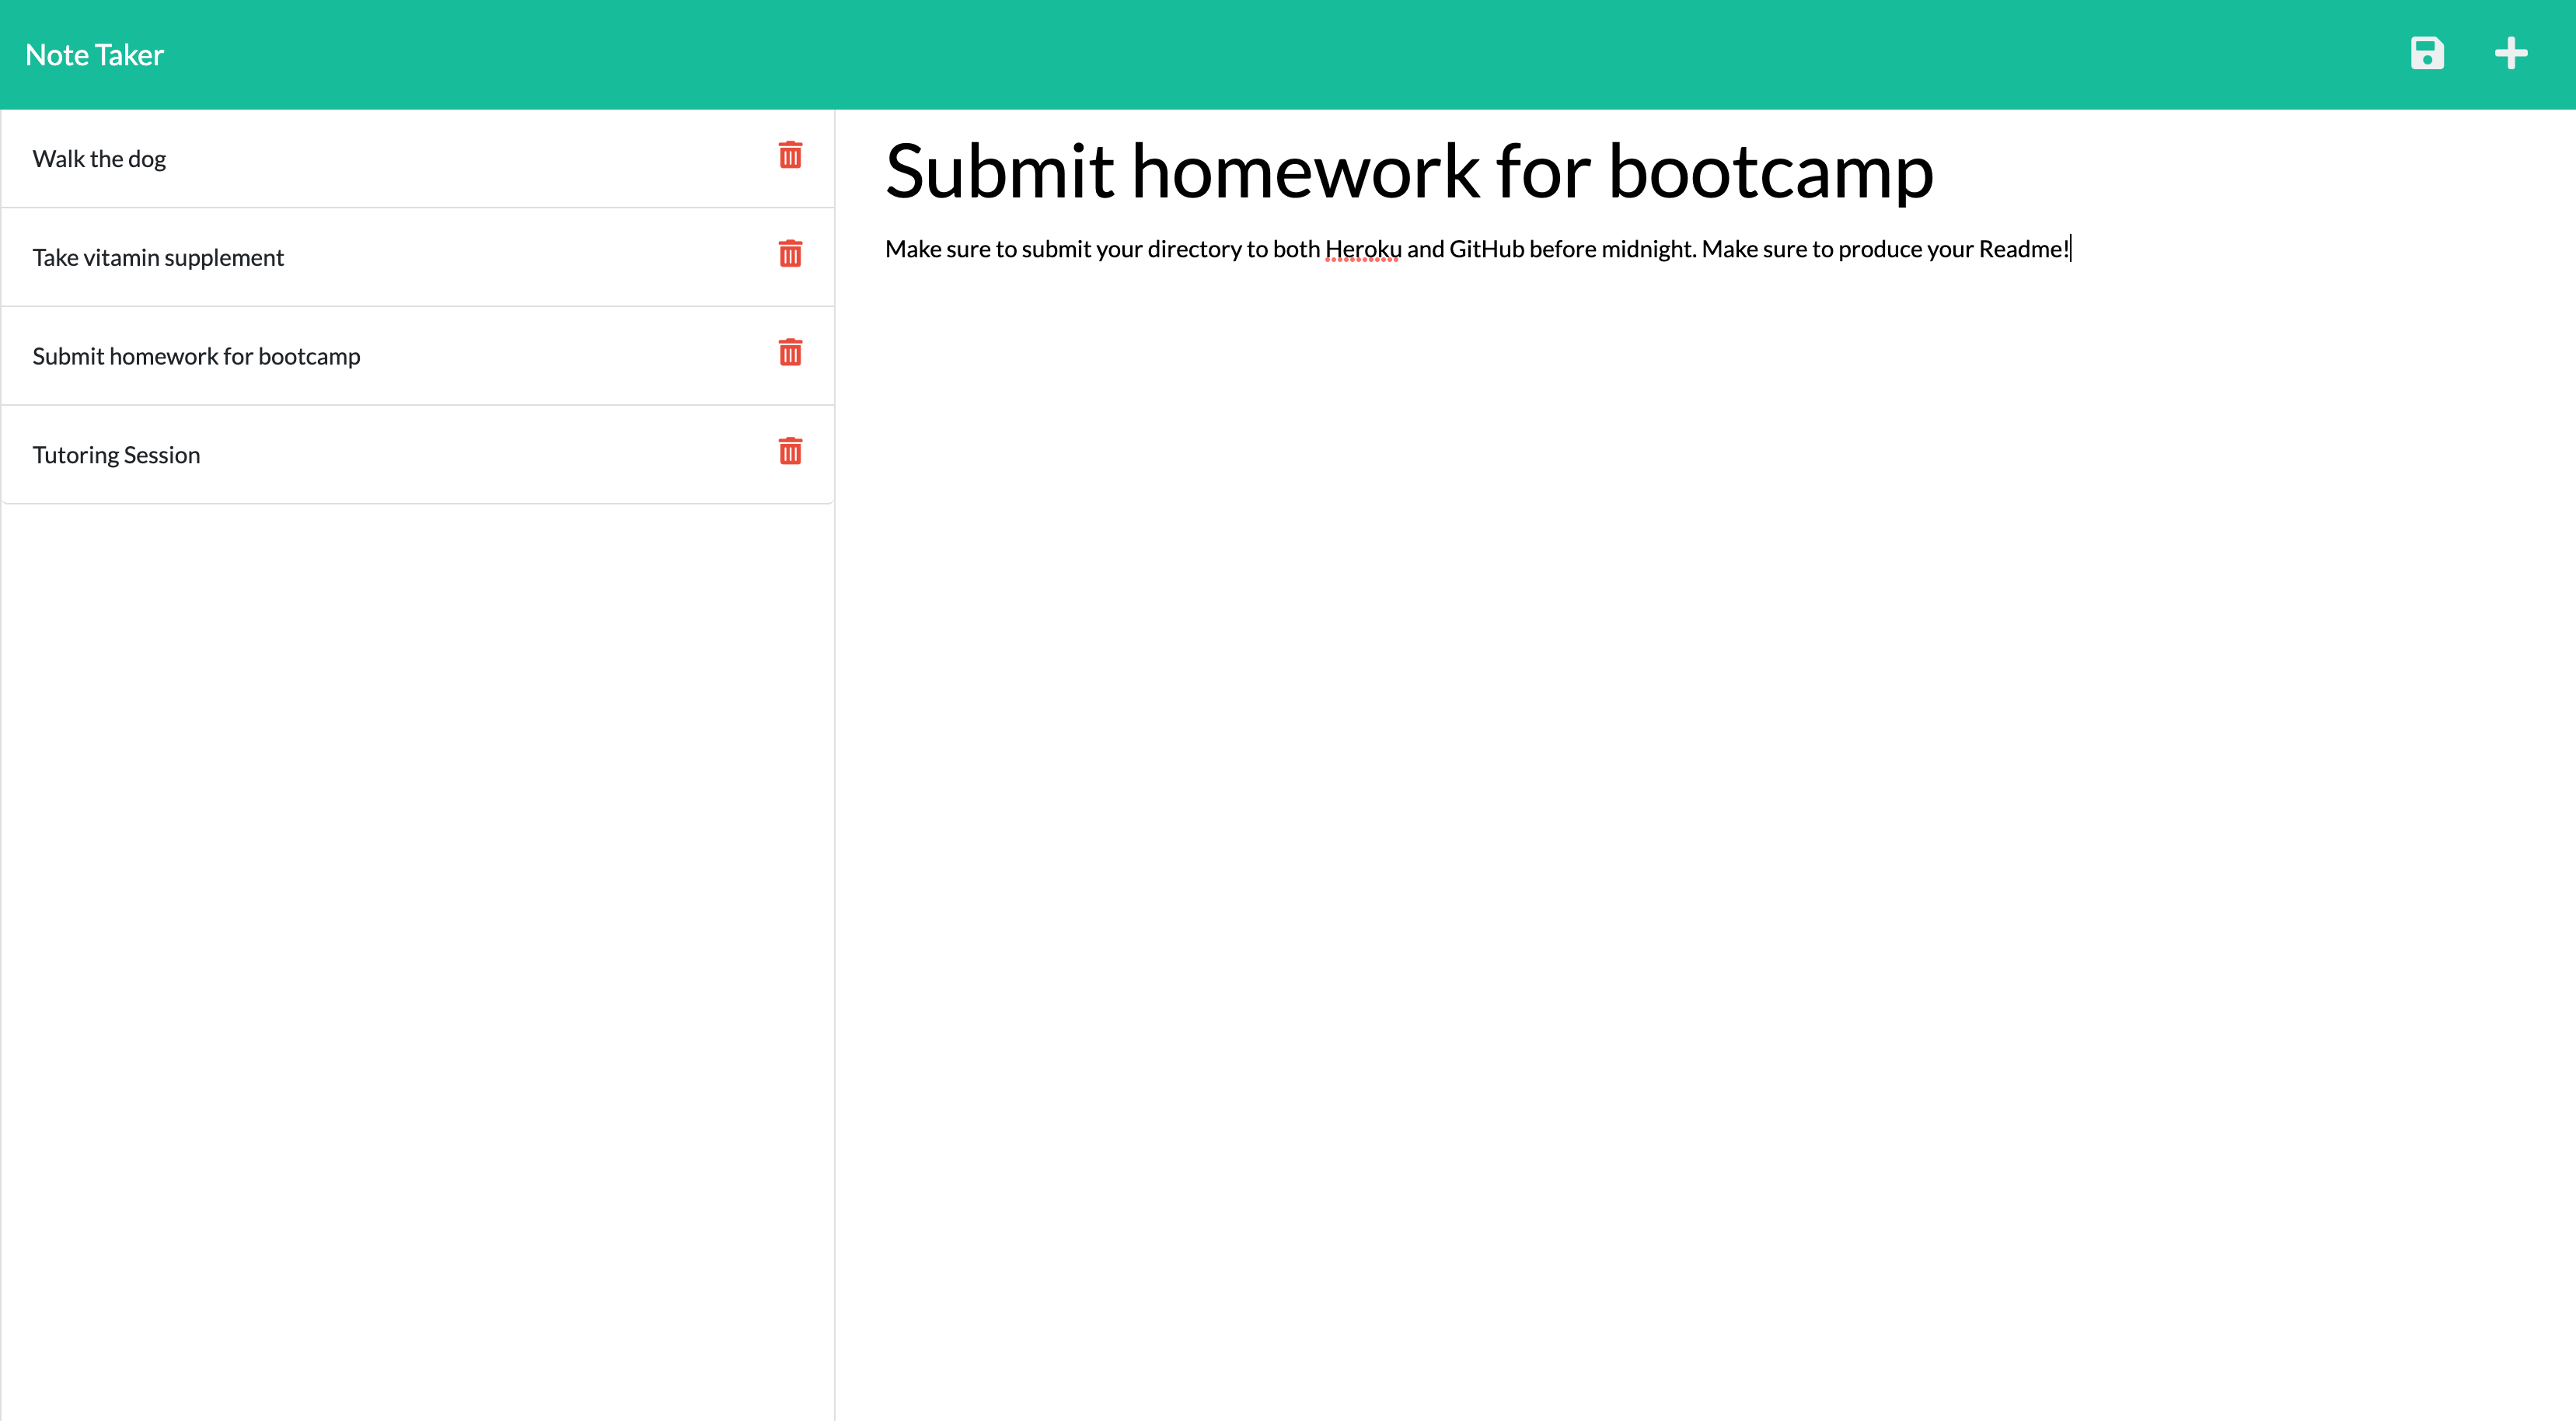 Note Taker
Walk the dog
Take vitamin supplement
Submit homework for bootcamp
Tutoring Session
Submit homework for bootcamp
Make sure to submit your directory to both Heroku and GitHub before midnight. Make sure to produce your Readme!